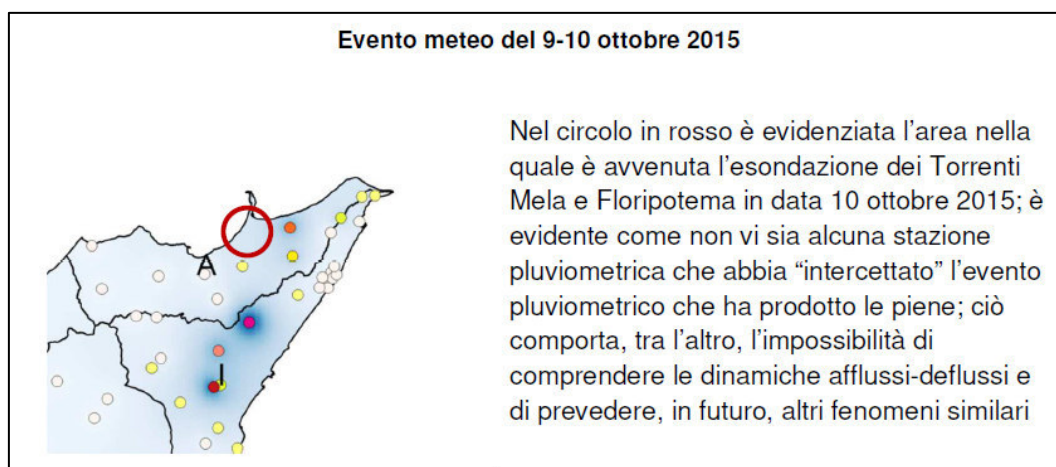 Evento meteo del 9-10 ottobre 2015
Nel circolo in rosso è evidenziata l’area nella
quale è avvenuta l’esondazione dei Torrenti
Mela e Floripotema in data 10 ottobre 2015; è
evidente come non vi sia alcuna stazione
pluviometrica che abbia “intercettato” l’evento
pluviometrico che ha prodotto le piene; ciò
comporta, tra l’altro, l’impossibilità di
comprendere le dinamiche afflussi-deflussi e
di prevedere, in futuro, altri fenomeni similari
A
I